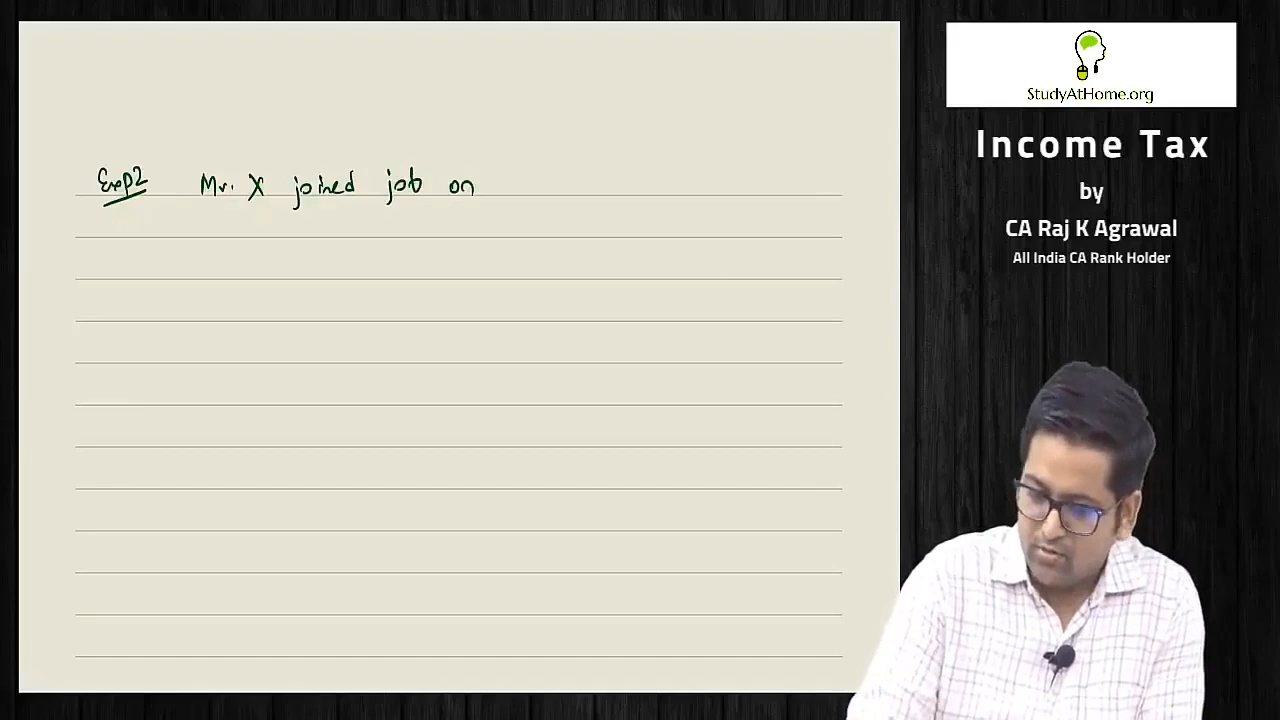 Exp2 Mr. X joined job on
StudyAtHome.org
Income Tax
by
CA Raj K Agrawal
All India CA Rank Holder